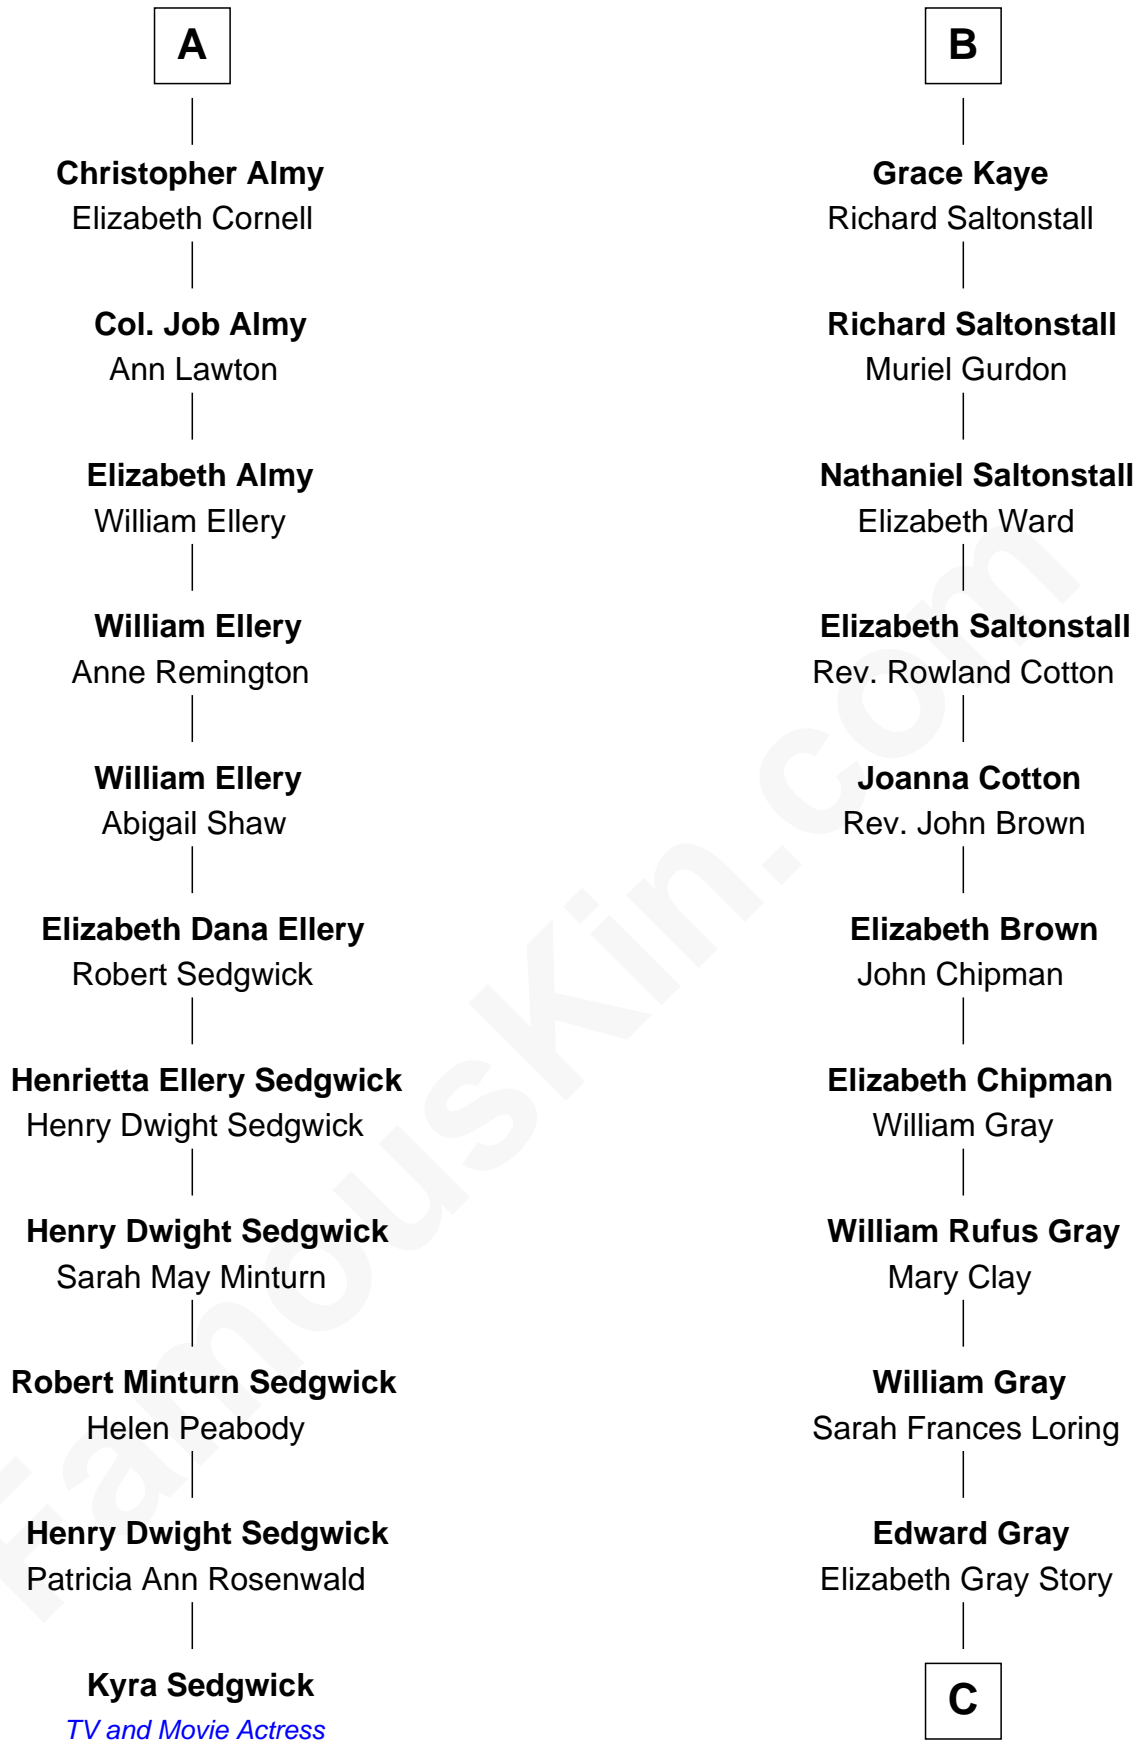 A
Christopher Almy
Elizabeth Cornell
Col. Job Almy
Ann Lawton
Elizabeth Almy
William Ellery
William Ellery
Anne Remington
William Ellery
Abigail Shaw
Elizabeth Dana Ellery
Robert Sedgwick
Henrietta Ellery Sedgwick
Henry Dwight Sedgwick
Henry Dwight Sedgwick
Sarah May Minturn
Robert Minturn Sedgwick
Helen Peabody
Henry Dwight Sedgwick
Patricia Ann Rosenwald
Kyra Sedgwick
TV and Movie Actress
B
Grace Kaye
Richard Saltonstall
Richard Saltonstall
Muriel Gurdon
Nathaniel Saltonstall
Elizabeth Ward
Elizabeth Saltonstall
Rev. Rowland Cotton
Joanna Cotton
Rev. John Brown
Elizabeth Brown
John Chipman
Elizabeth Chipman
William Gray
William Rufus Gray
Mary Clay
William Gray
Sarah Frances Loring
Edward Gray
Elizabeth Gray Story
C
FamousKin.com